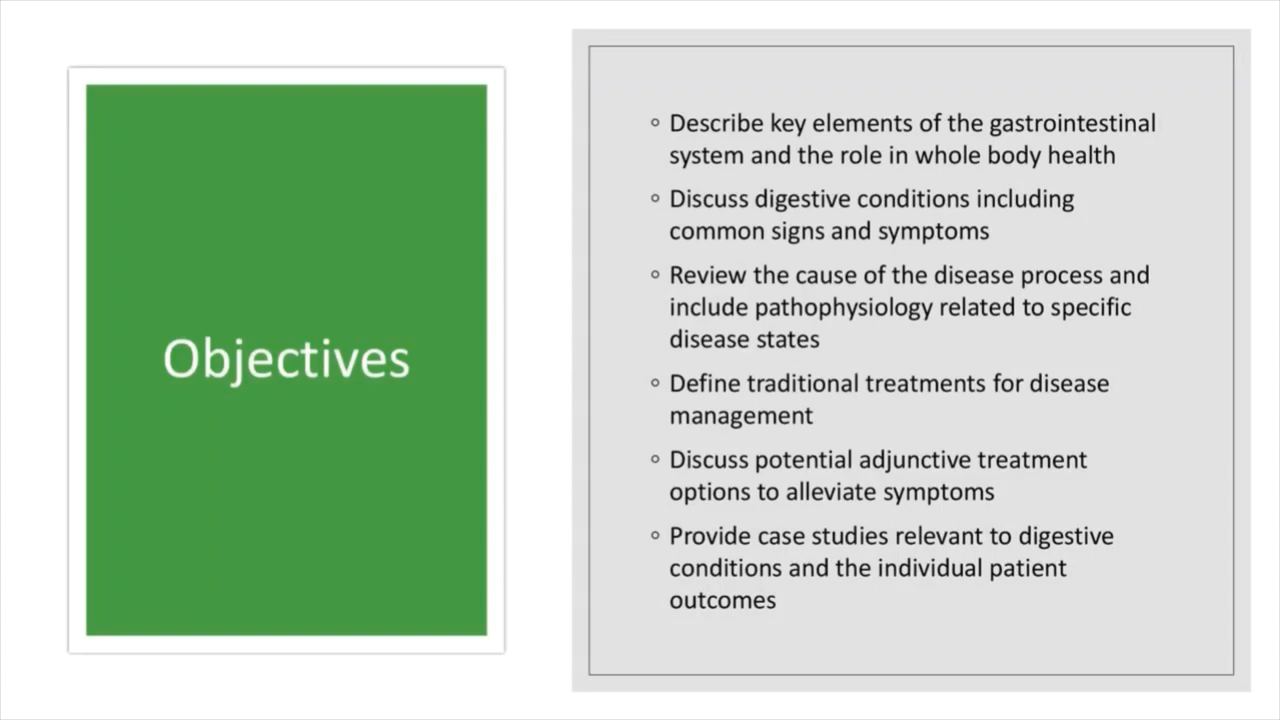 Objectives
◦ Describe key elements of the gastrointestinal
system and the role in whole body health
◦ Discuss digestive conditions including
common signs and symptoms
◦ Review the cause of the disease process and
include pathophysiology related to specific
disease states
◦ Define traditional treatments for disease
management
◦ Discuss potential adjunctive treatment
options to alleviate symptoms
◦ Provide case studies relevant to digestive
conditions and the individual patient
outcomes